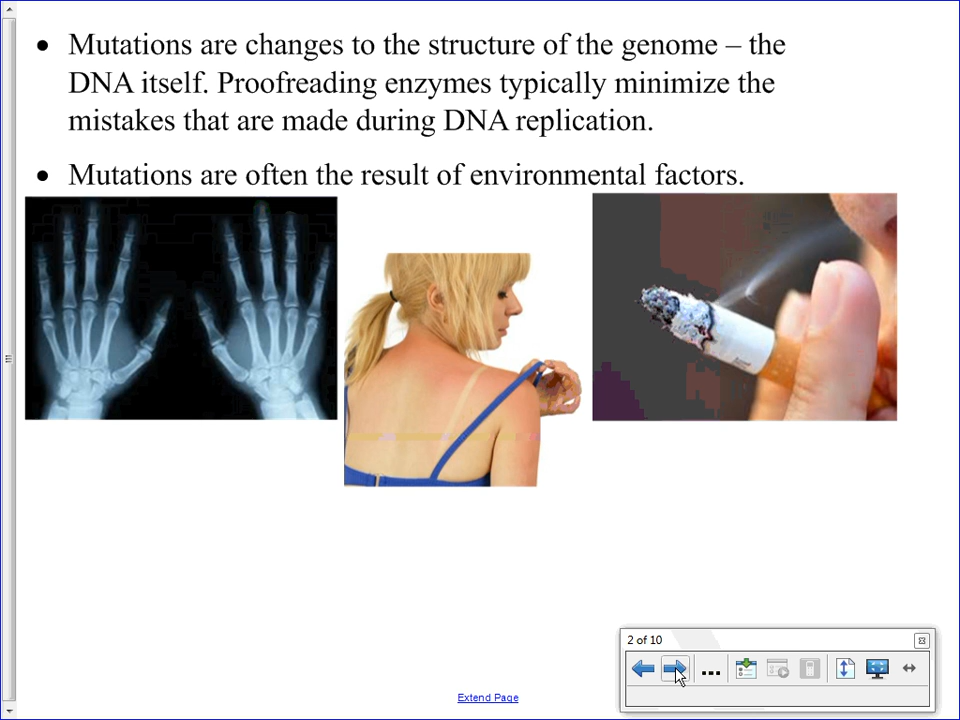 • Mutations are changes to the structure of the genome – the
DNA itself. Proofreading enzymes typically minimize the
mistakes that are made during DNA replication.
• Mutations are often the result of environmental factors.
2 of 10
Extend Page